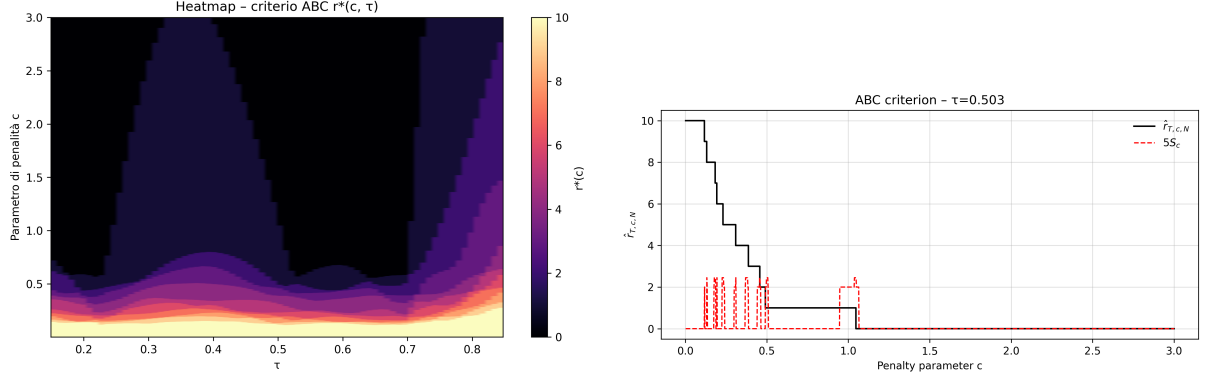 Heatmap – criterio ABC r*(c, τ)
Parametro di penalità c
3.0
2.5
2.0
1.5
1.0
0.5
0.2 0.3 0.4 0.5 0.6 0.7 0.8
τ
10
8
6
4
2
0
r*(c)
ABC criterion – τ=0.503
r̂_{T,c,N}
10
8
6
4
2
0
0.0 0.5 1.0 1.5 2.0 2.5 3.0
Penalty parameter c
r̂_{T,c,N}
5S_c